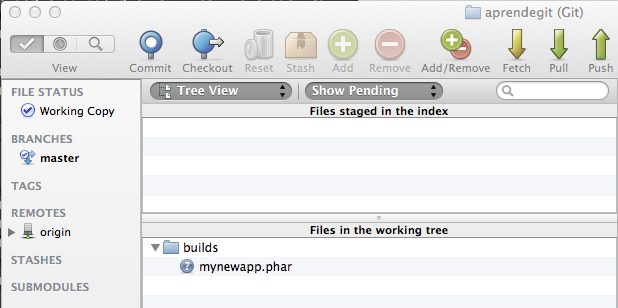 aprendegit (Git)
View
Commit
Checkout
Reset
Stash
Add
Remove
Add/Remove
Fetch
Pull
Push
FILE STATUS
Working Copy
BRANCHES
master
TAGS
REMOTES
origin
STASHES
SUBMODULES
Tree View
Show Pending
Files staged in the index
Files in the working tree
builds
mynewapp.phar